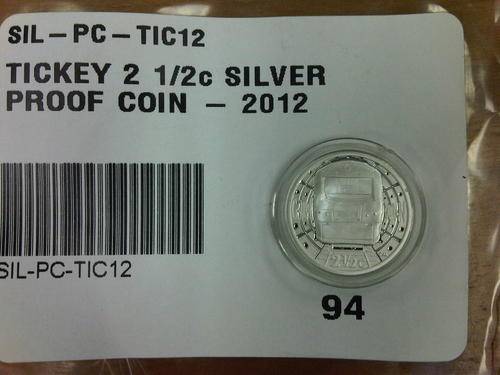 SIL-PC-TIC12
TICKEY 2 1/2c SILVER
PROOF COIN - 2012
SIL-PC-TIC12
2½c
94